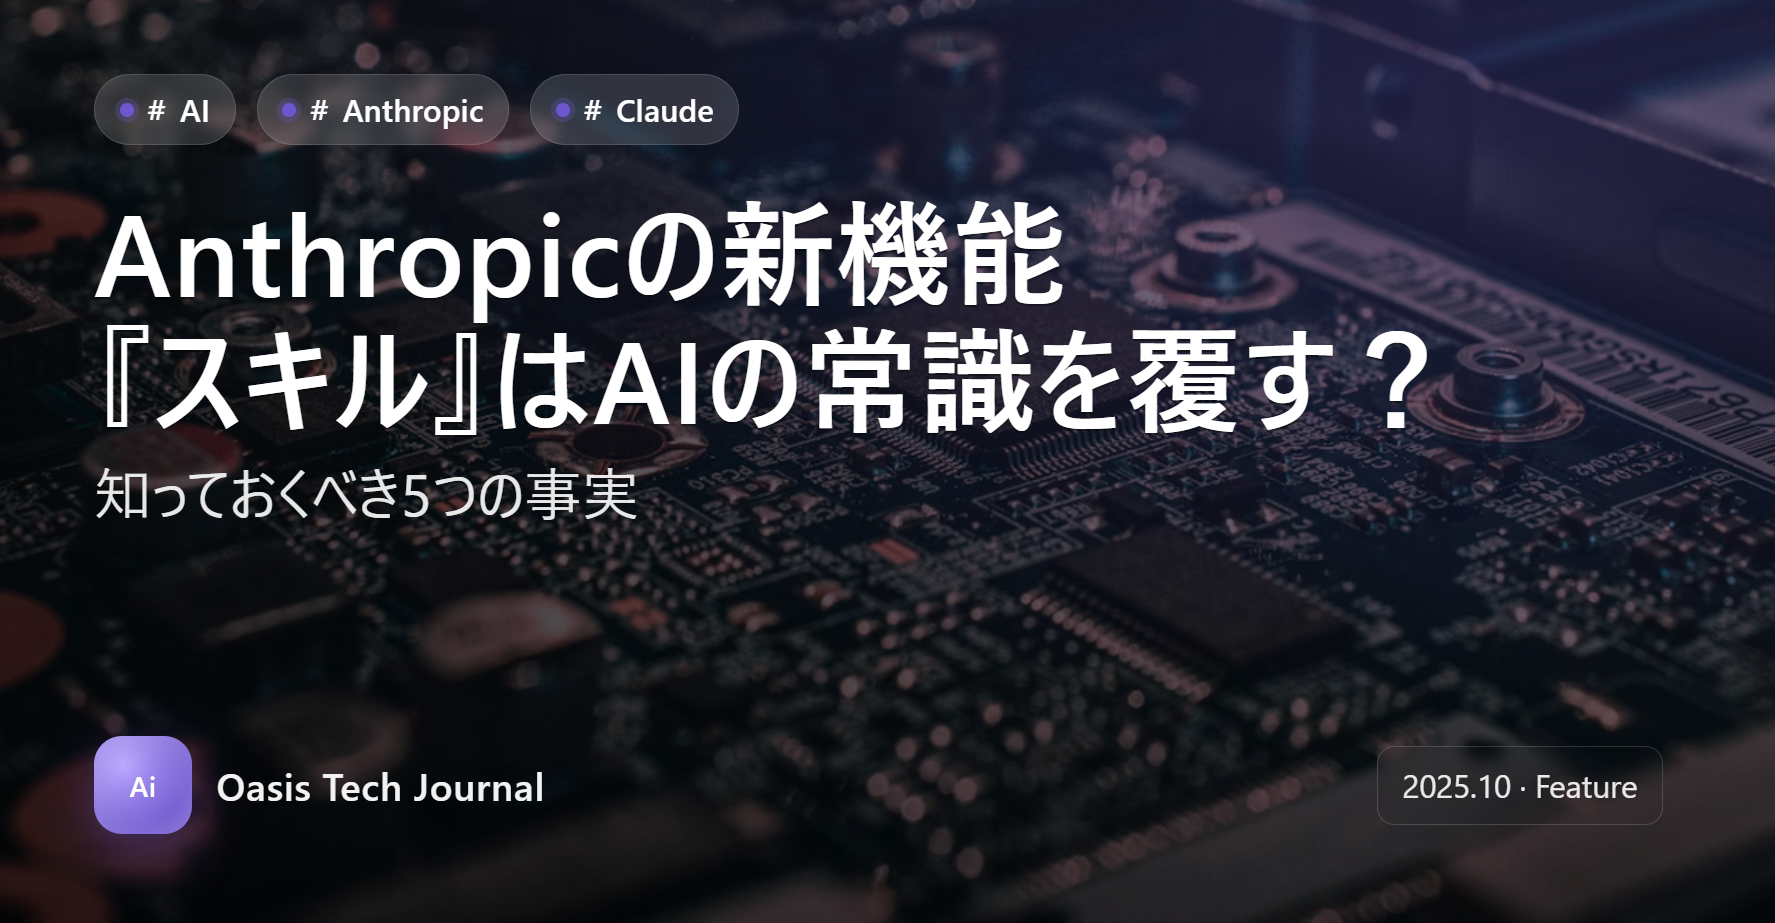 # AI
# Anthropic
# Claude
Anthropicの新機能
『スキル』はAIの常識を覆す？
知っておくべき5つの事実
Ai
Oasis Tech Journal
2025.10 · Feature